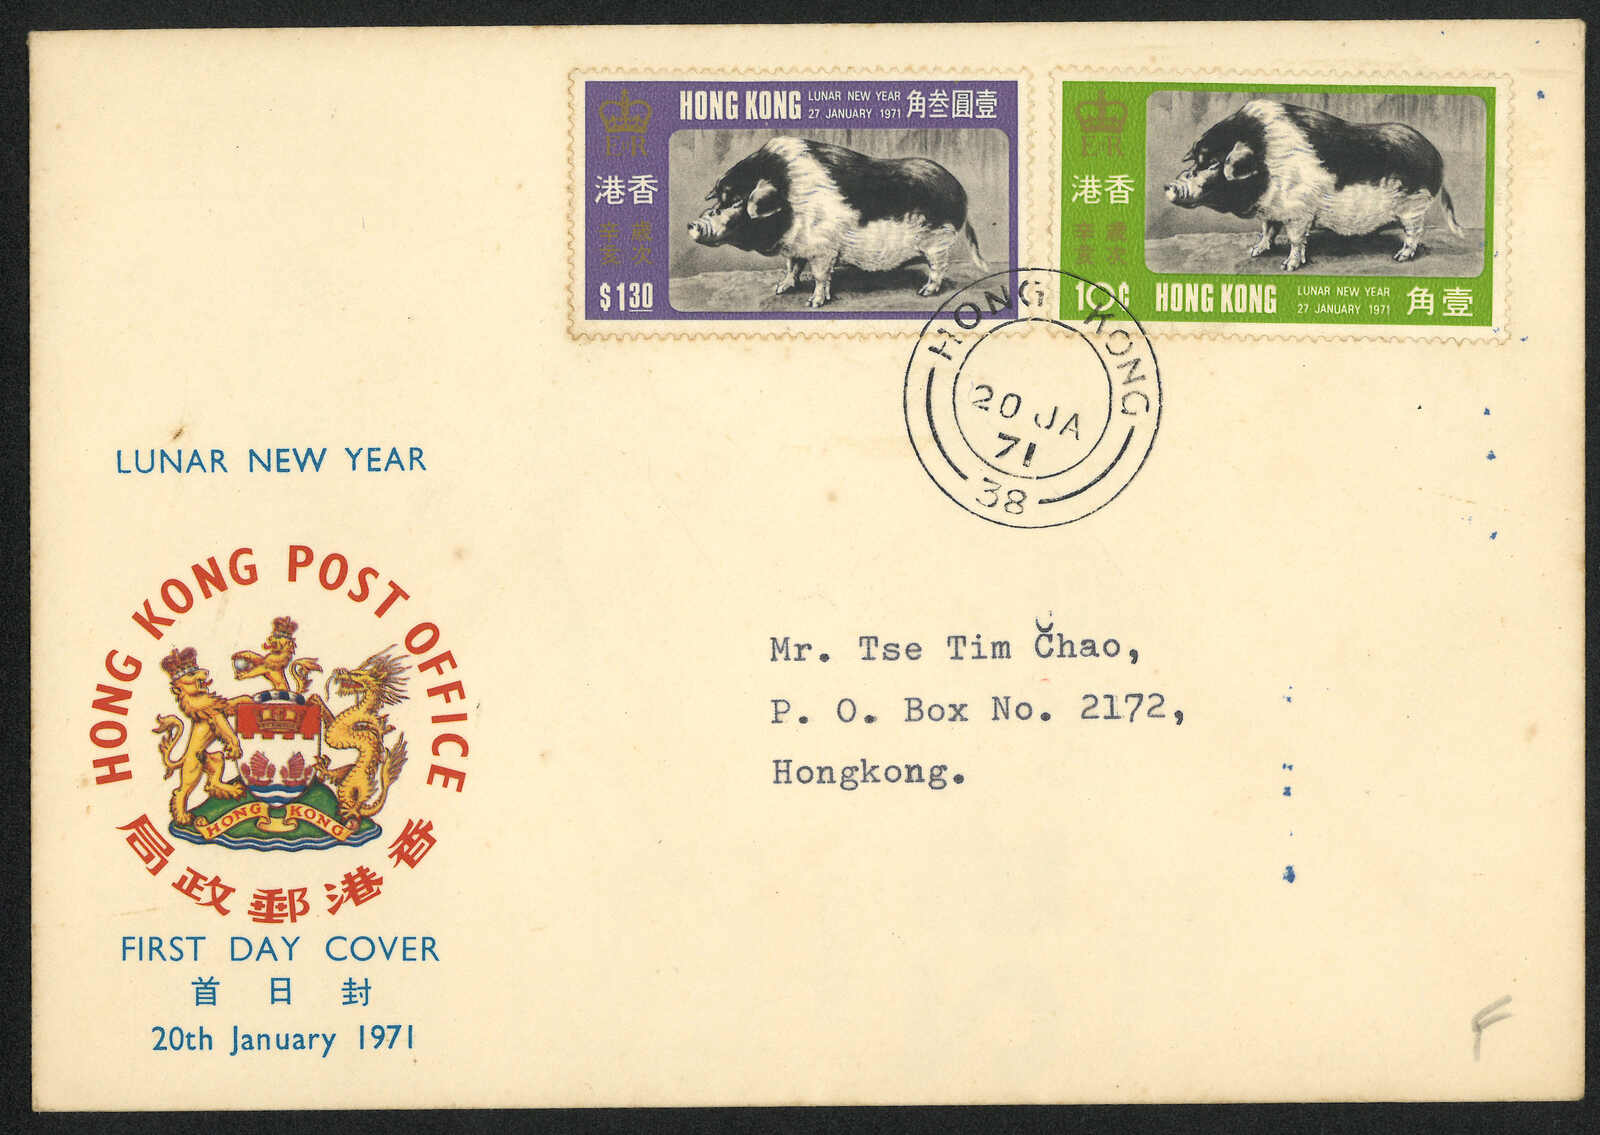 HONG KONG
LUNAR NEW YEAR
27 JANUARY 1971
角叁圓壹
ER
港香
歲次
辛亥
$1.30
ER
港香
歲次
辛亥
10¢
HONG KONG
LUNAR NEW YEAR
27 JANUARY 1971
角壹
HONG KONG
20 JA
71
38
LUNAR NEW YEAR
HONG KONG POST OFFICE
HONG KONG
局政郵港香
FIRST DAY COVER
首日封
20th January 1971
Mr. Tse Tim Čhao,
P. O. Box No. 2172,
Hongkong.
F